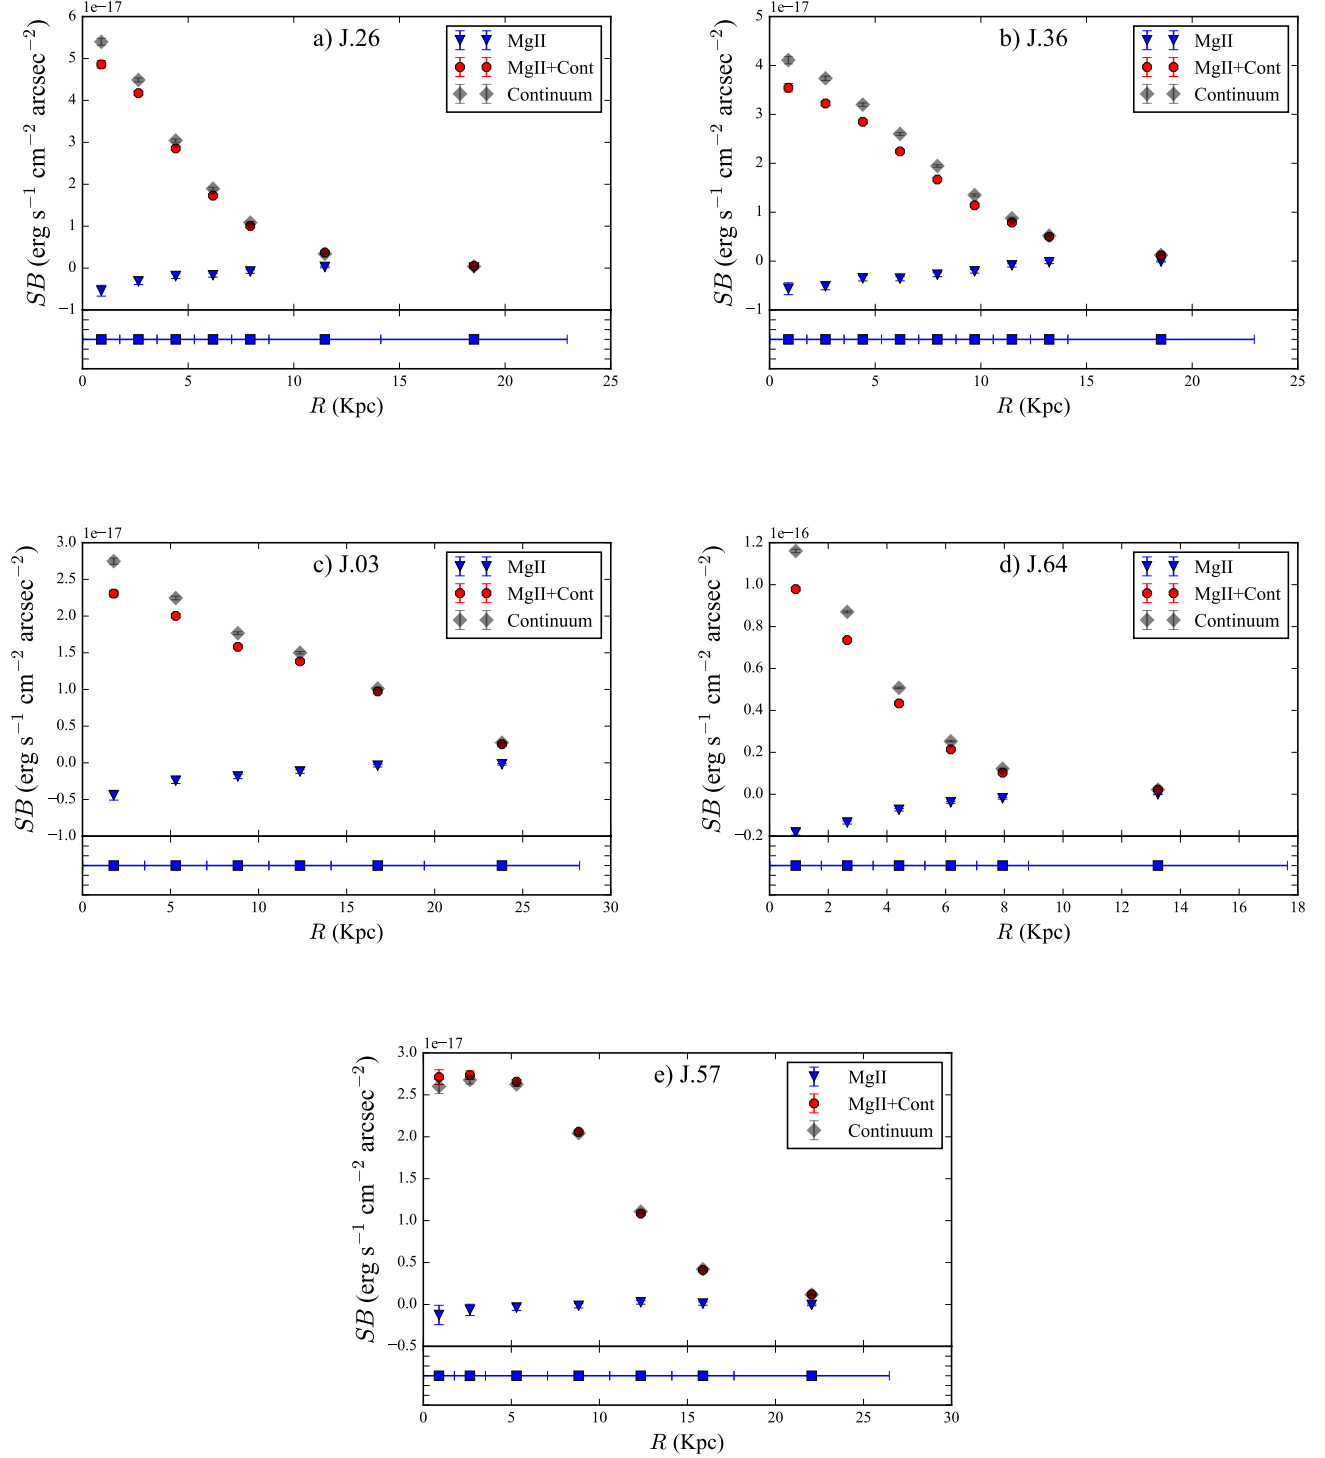 1e−17
a) J.26
MgII
MgII+Cont
Continuum
SB (erg s−1 cm−2 arcsec−2)
6
5
4
3
2
1
0
−1
0 5 10 15 20 25
R (Kpc)
1e−17
b) J.36
MgII
MgII+Cont
Continuum
SB (erg s−1 cm−2 arcsec−2)
5
4
3
2
1
0
−1
0 5 10 15 20 25
R (Kpc)
1e−17
c) J.03
MgII
MgII+Cont
Continuum
SB (erg s−1 cm−2 arcsec−2)
3.0
2.5
2.0
1.5
1.0
0.5
0.0
−0.5
−1.0
0 5 10 15 20 25 30
R (Kpc)
1e−16
d) J.64
MgII
MgII+Cont
Continuum
SB (erg s−1 cm−2 arcsec−2)
1.2
1.0
0.8
0.6
0.4
0.2
0.0
−0.2
0 2 4 6 8 10 12 14 16 18
R (Kpc)
1e−17
e) J.57
MgII
MgII+Cont
Continuum
SB (erg s−1 cm−2 arcsec−2)
3.0
2.5
2.0
1.5
1.0
0.5
0.0
−0.5
0 5 10 15 20 25 30
R (Kpc)